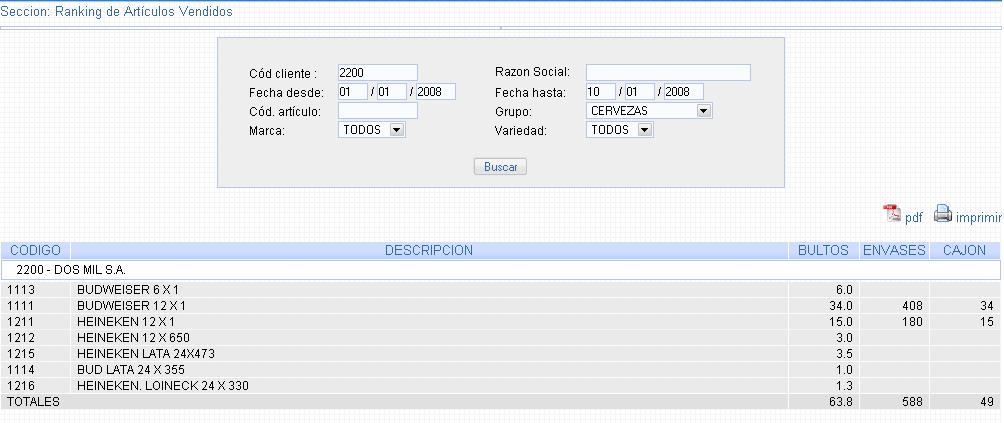 Seccion: Ranking de Artículos Vendidos
Cód cliente : 2200 Razon Social:
Fecha desde: 01 / 01 / 2008 Fecha hasta: 10 / 01 / 2008
Cód. artículo: Grupo: CERVEZAS
Marca: TODOS Variedad: TODOS
Buscar
pdf imprimir
CODIGO DESCRIPCION BULTOS ENVASES CAJON
2200 - DOS MIL S.A.
1113 BUDWEISER 6 X 1 6.0
1111 BUDWEISER 12 X 1 34.0 408 34
1211 HEINEKEN 12 X 1 15.0 180 15
1212 HEINEKEN 12 X 650 3.0
1215 HEINEKEN LATA 24X473 3.5
1114 BUD LATA 24 X 355 1.0
1216 HEINEKEN. LOINECK 24 X 330 1.3
TOTALES 63.8 588 49